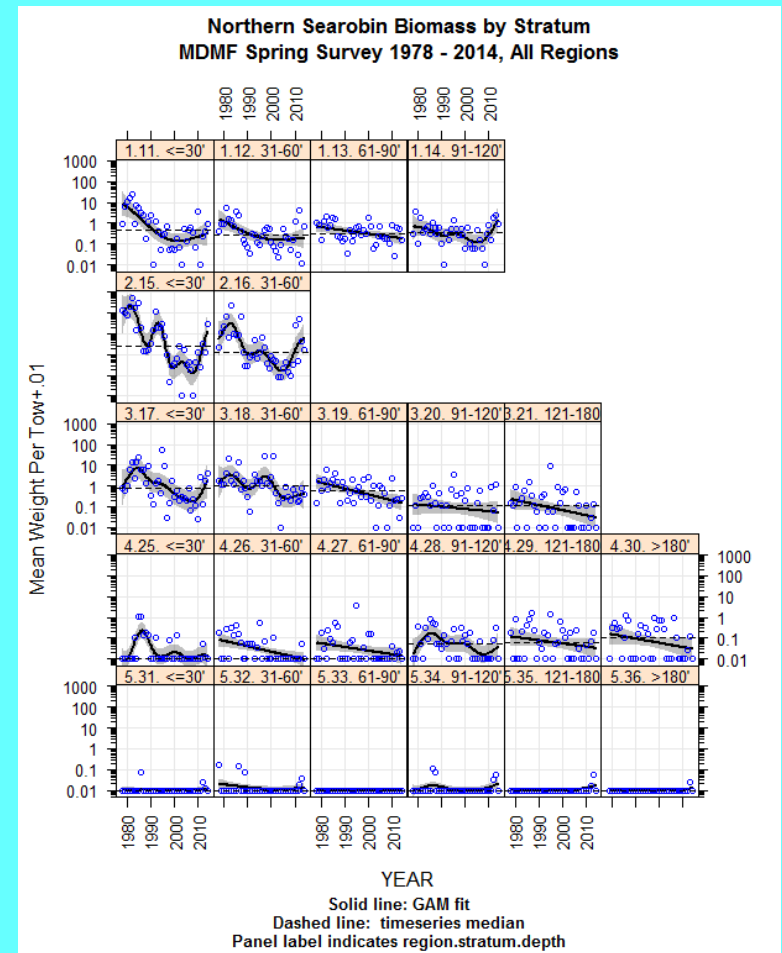 Northern Searobin Biomass by Stratum
MDMF Spring Survey 1978 - 2014, All Regions
1980 1990 2000 2010 1980 1990 2000 2010
1.11. <=30' 1.12. 31-60' 1.13. 61-90' 1.14. 91-120'
1000
100
10
1
0.1
0.01
2.15. <=30' 2.16. 31-60'
3.17. <=30' 3.18. 31-60' 3.19. 61-90' 3.20. 91-120' 3.21. 121-180
1000
100
10
1
0.1
0.01
4.25. <=30' 4.26. 31-60' 4.27. 61-90' 4.28. 91-120' 4.29. 121-180 4.30. >180'
1000
100
10
1
0.1
0.01
5.31. <=30' 5.32. 31-60' 5.33. 61-90' 5.34. 91-120' 5.35. 121-180 5.36. >180'
1000
100
10
1
0.1
0.01
Mean Weight Per Tow+.01
1980 1990 2000 2010 1980 1990 2000 2010 1980 1990 2000 2010
YEAR
Solid line: GAM fit
Dashed line: timeseries median
Panel label indicates region.stratum.depth